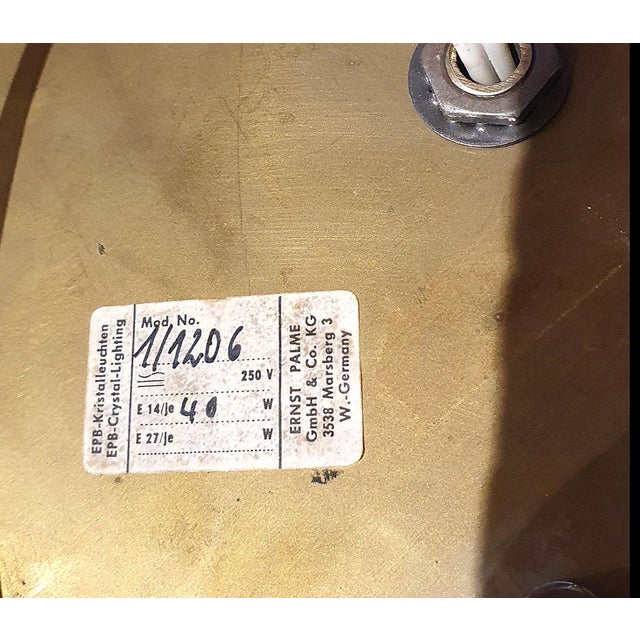 EPB-Kristalleuchten
EPB-Crystal-Lighting
Mod. No.
1/1206
250 V
E 14/je 40 W
E 27/je W
ERNST PALME
GmbH & Co. KG
3538 Marsberg 3
W.-Germany